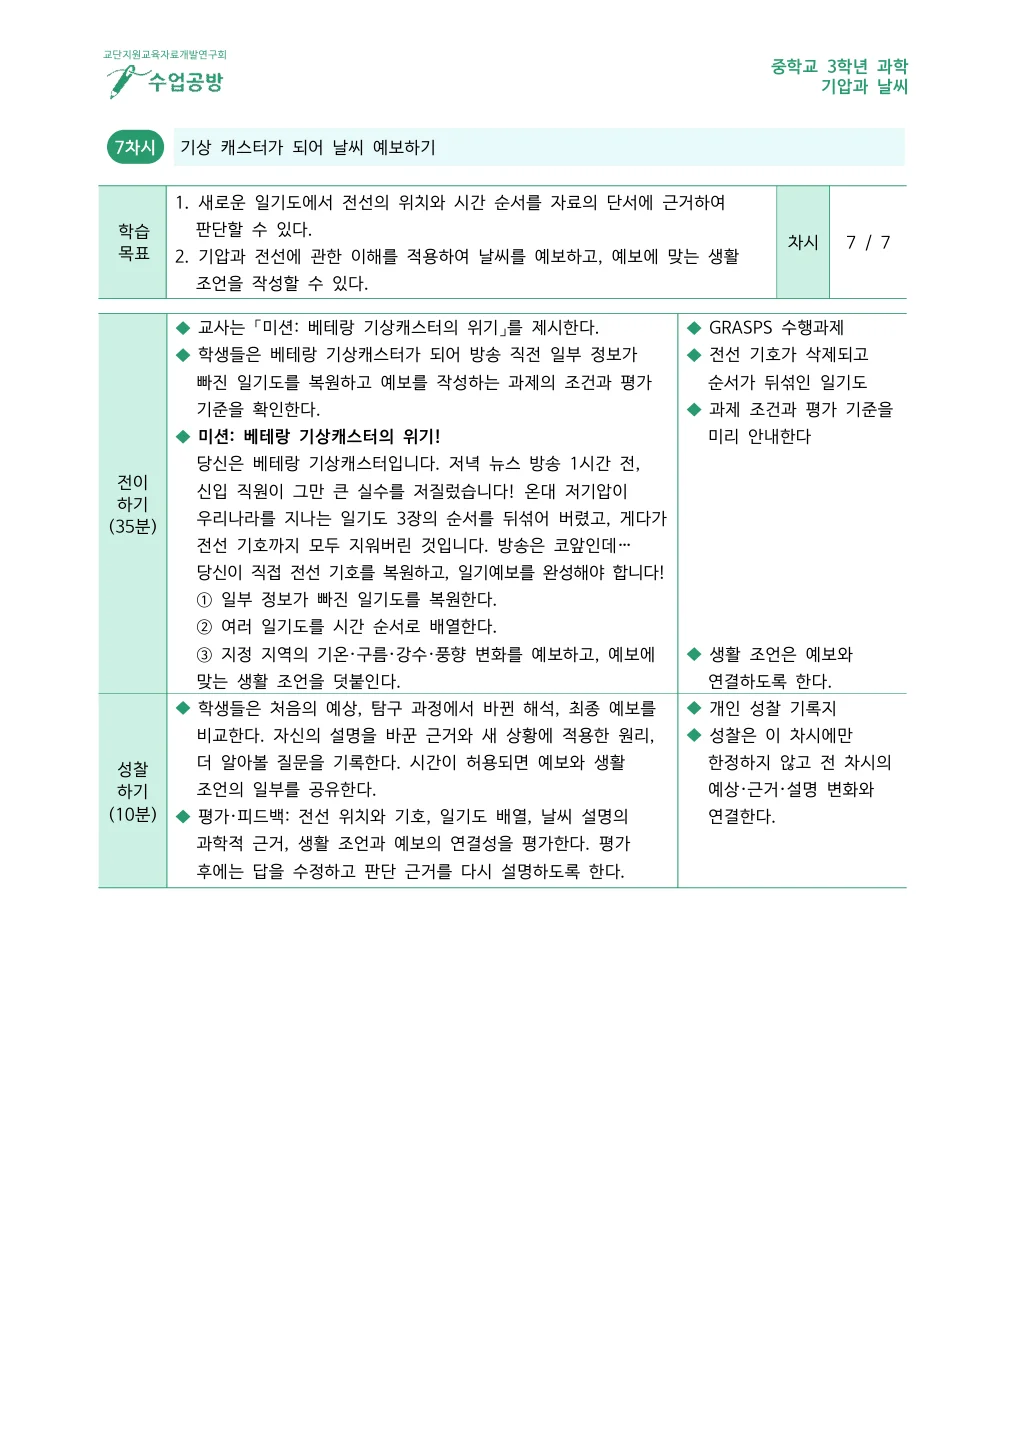 교단지원교육자료개발연구회
수업공방
중학교 3학년 과학
기압과 날씨
7차시
기상 캐스터가 되어 날씨 예보하기
학습
목표
1. 새로운 일기도에서 전선의 위치와 시간 순서를 자료의 단서에 근거하여
판단할 수 있다.
2. 기압과 전선에 관한 이해를 적용하여 날씨를 예보하고, 예보에 맞는 생활
조언을 작성할 수 있다.
차시
7 / 7
전이
하기
(35분)
◆ 교사는 「미션: 베테랑 기상캐스터의 위기」를 제시한다.
◆ 학생들은 베테랑 기상캐스터가 되어 방송 직전 일부 정보가
빠진 일기도를 복원하고 예보를 작성하는 과제의 조건과 평가
기준을 확인한다.
◆ 미션: 베테랑 기상캐스터의 위기!
당신은 베테랑 기상캐스터입니다. 저녁 뉴스 방송 1시간 전,
신입 직원이 그만 큰 실수를 저질렀습니다! 온대 저기압이
우리나라를 지나는 일기도 3장의 순서를 뒤섞어 버렸고, 게다가
전선 기호까지 모두 지워버린 것입니다. 방송은 코앞인데…
당신이 직접 전선 기호를 복원하고, 일기예보를 완성해야 합니다!
① 일부 정보가 빠진 일기도를 복원한다.
② 여러 일기도를 시간 순서로 배열한다.
③ 지정 지역의 기온·구름·강수·풍향 변화를 예보하고, 예보에
맞는 생활 조언을 덧붙인다.
◆ GRASPS 수행과제
◆ 전선 기호가 삭제되고
순서가 뒤섞인 일기도
◆ 과제 조건과 평가 기준을
미리 안내한다
◆ 생활 조언은 예보와
연결하도록 한다.
성찰
하기
(10분)
◆ 학생들은 처음의 예상, 탐구 과정에서 바뀐 해석, 최종 예보를
비교한다. 자신의 설명을 바꾼 근거와 새 상황에 적용한 원리,
더 알아볼 질문을 기록한다. 시간이 허용되면 예보와 생활
조언의 일부를 공유한다.
◆ 평가·피드백: 전선 위치와 기호, 일기도 배열, 날씨 설명의
과학적 근거, 생활 조언과 예보의 연결성을 평가한다. 평가
후에는 답을 수정하고 판단 근거를 다시 설명하도록 한다.
◆ 개인 성찰 기록지
◆ 성찰은 이 차시에만
한정하지 않고 전 차시의
예상·근거·설명 변화와
연결한다.